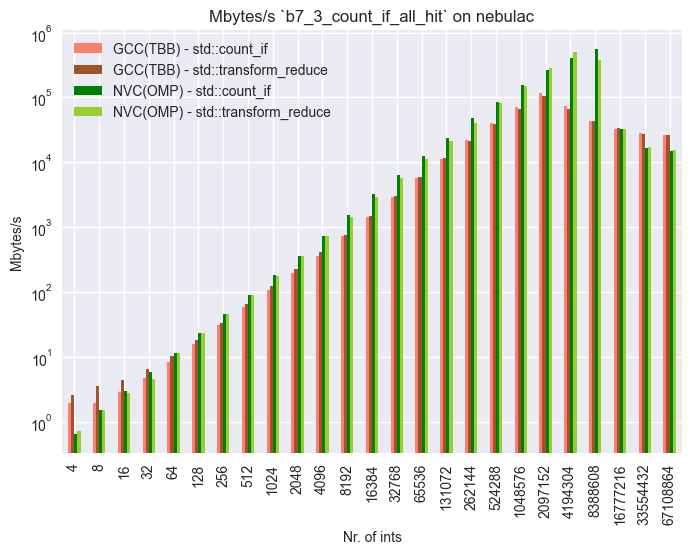 Mbytes/s `b7_3_count_if_all_hit` on nebulac
GCC(TBB) - std::count_if
GCC(TBB) - std::transform_reduce
NVC(OMP) - std::count_if
NVC(OMP) - std::transform_reduce
Mbytes/s
10^6
10^5
10^4
10^3
10^2
10^1
10^0
4 8 16 32 64 128 256 512 1024 2048 4096 8192 16384 32768 65536 131072 262144 524288 1048576 2097152 4194304 8388608 16777216 33554432 67108864
Nr. of ints